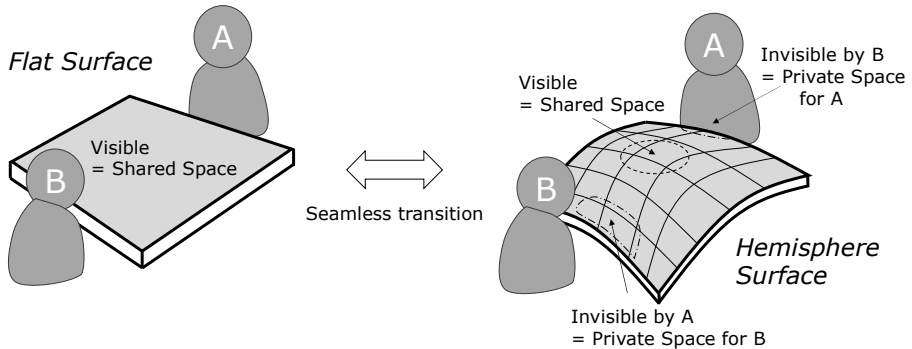 Flat Surface
A
Visible
= Shared Space
B
Seamless transition
A
Invisible by B
= Private Space
for A
Visible
= Shared Space
B
Hemisphere
Surface
Invisible by A
= Private Space for B